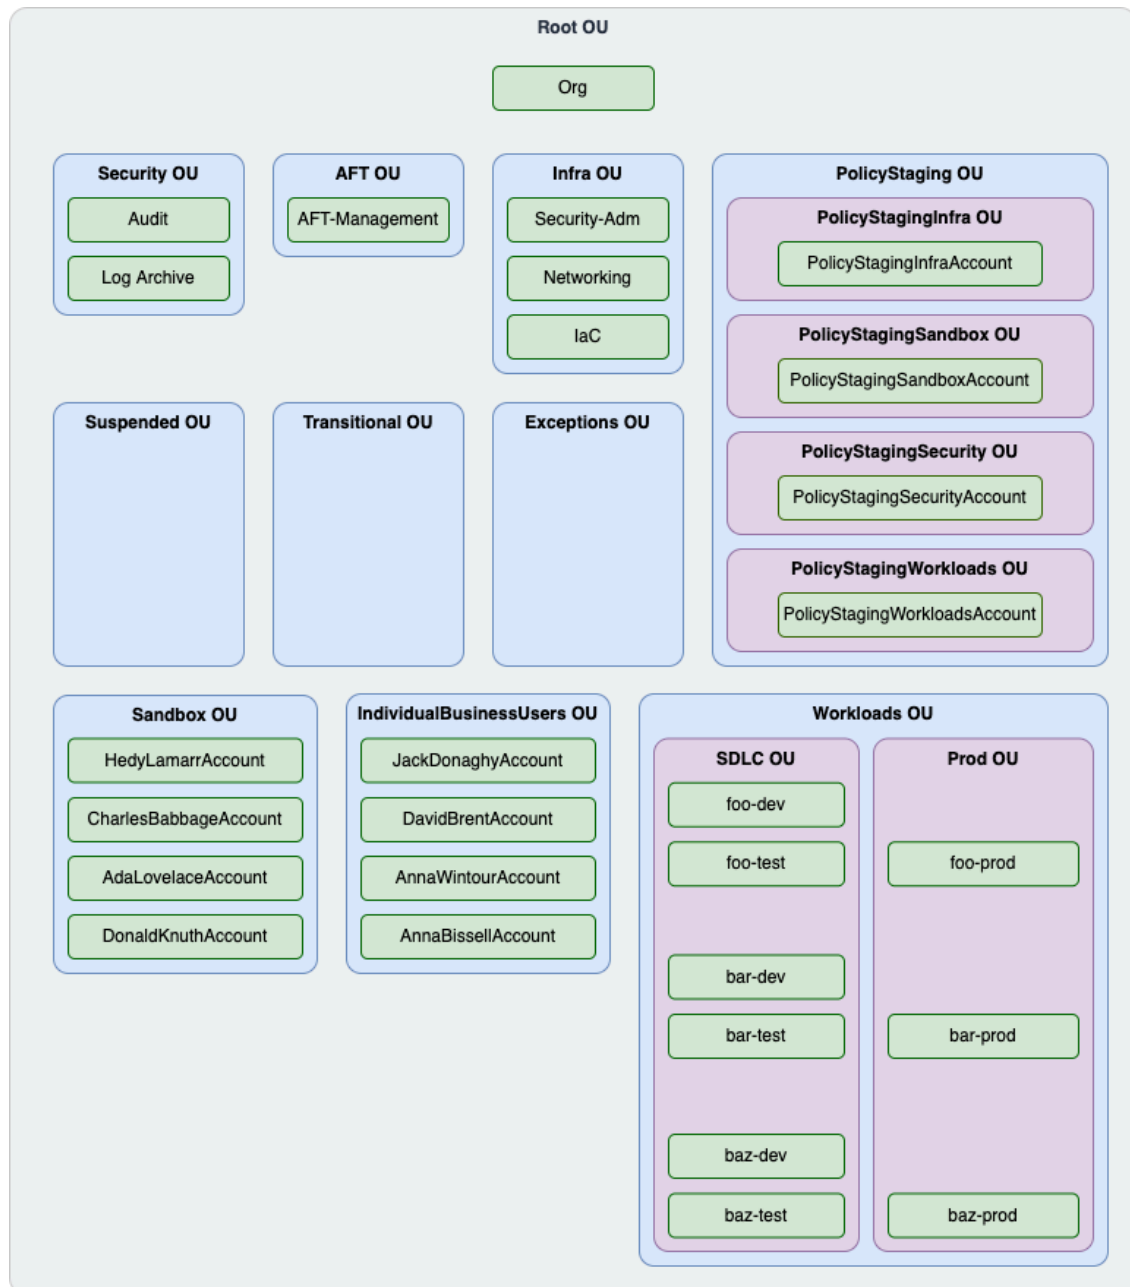 Root OU
Org
Security OU
Audit
Log Archive
AFT OU
AFT-Management
Infra OU
Security-Adm
Networking
IaC
PolicyStaging OU
PolicyStagingInfra OU
PolicyStagingInfraAccount
PolicyStagingSandbox OU
PolicyStagingSandboxAccount
PolicyStagingSecurity OU
PolicyStagingSecurityAccount
PolicyStagingWorkloads OU
PolicyStagingWorkloadsAccount
Suspended OU
Transitional OU
Exceptions OU
Sandbox OU
HedyLamarrAccount
CharlesBabbageAccount
AdaLovelaceAccount
DonaldKnuthAccount
IndividualBusinessUsers OU
JackDonaghyAccount
DavidBrentAccount
AnnaWintourAccount
AnnaBissellAccount
Workloads OU
SDLC OU
foo-dev
foo-test
bar-dev
bar-test
baz-dev
baz-test
Prod OU
foo-prod
bar-prod
baz-prod